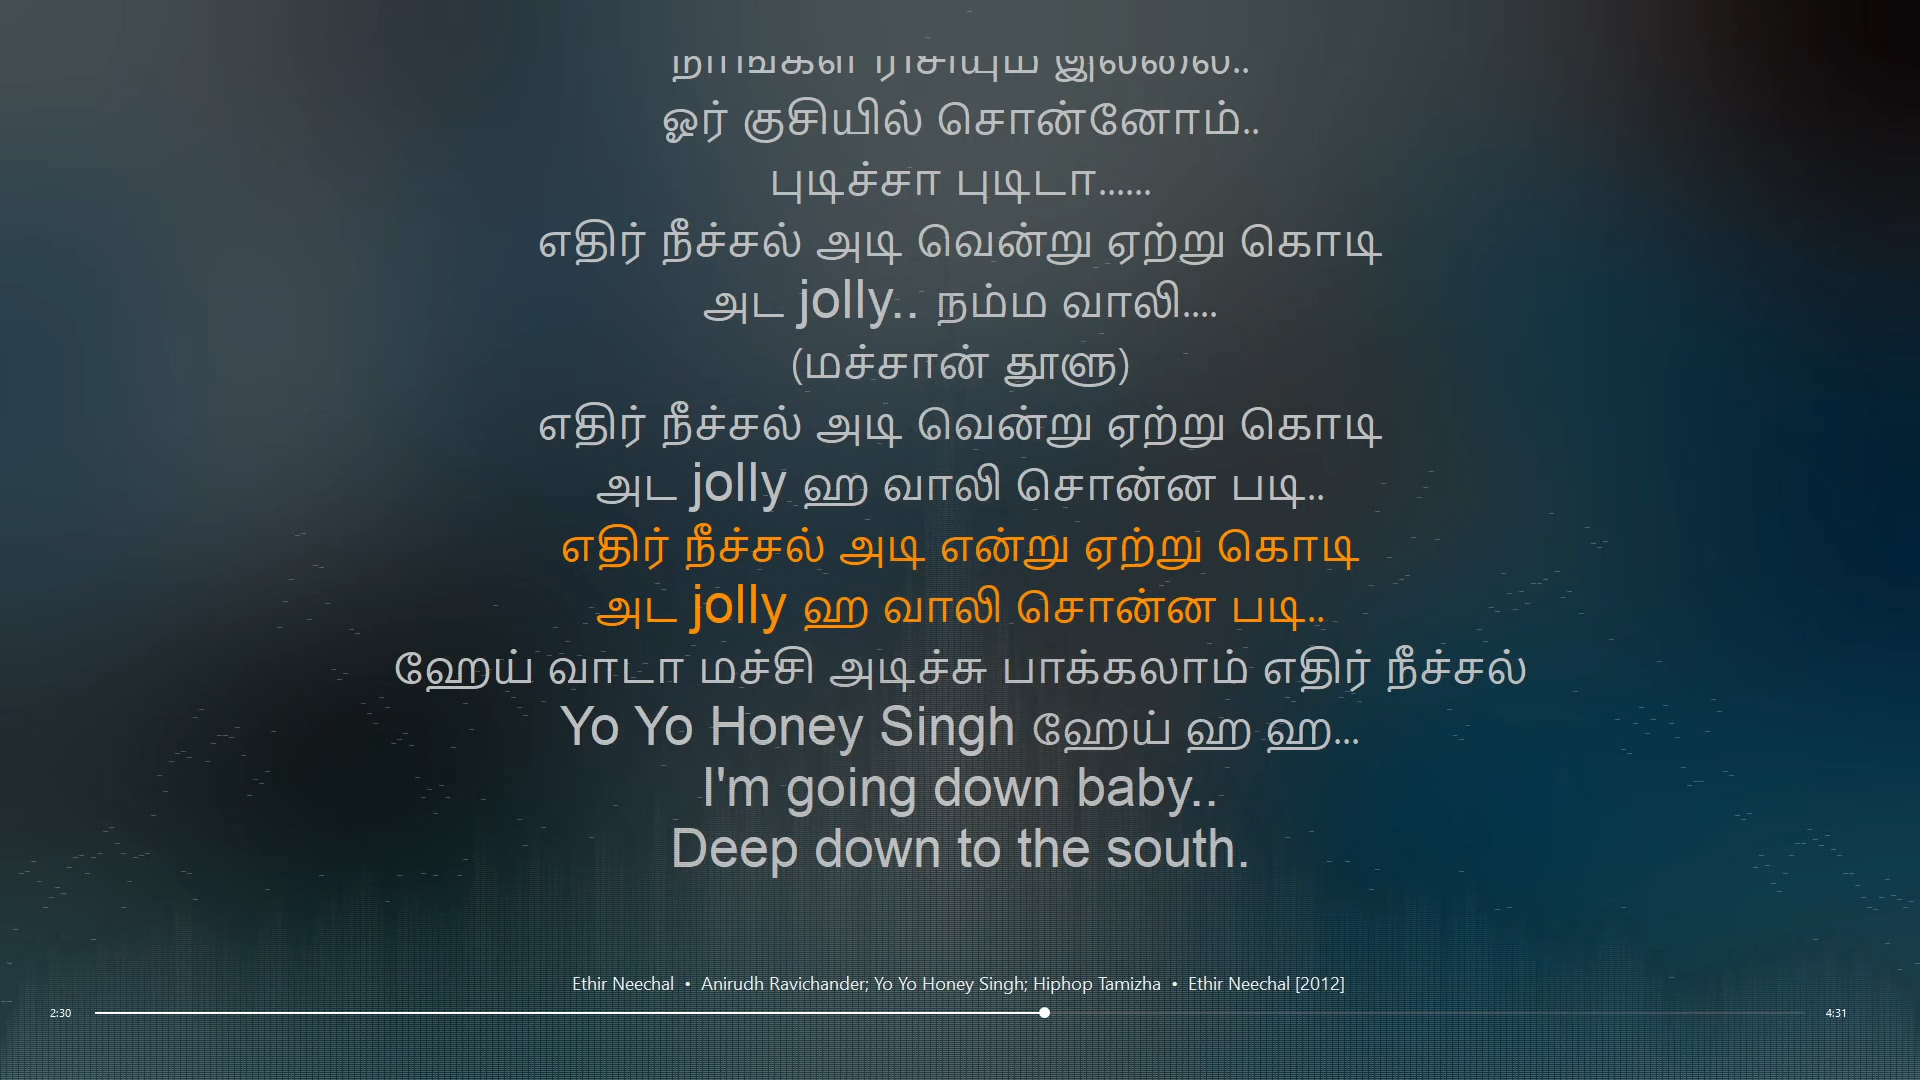 ஓர் குசியில் சொன்னோம்..
புடிச்சா புடிடா......
எதிர் நீச்சல் அடி வென்று ஏற்று கொடி
அட jolly.. நம்ம வாலி....
(மச்சான் தூளு)
எதிர் நீச்சல் அடி வென்று ஏற்று கொடி
அட jolly ஹ வாலி சொன்ன படி..
எதிர் நீச்சல் அடி என்று ஏற்று கொடி
அட jolly ஹ வாலி சொன்ன படி..
ஹேய் வாடா மச்சி அடிச்சு பாக்கலாம் எதிர் நீச்சல்
Yo Yo Honey Singh ஹேய் ஹ ஹ...
I'm going down baby..
Deep down to the south.
Ethir Neechal • Anirudh Ravichander; Yo Yo Honey Singh; Hiphop Tamizha • Ethir Neechal [2012]
2:30 4:31